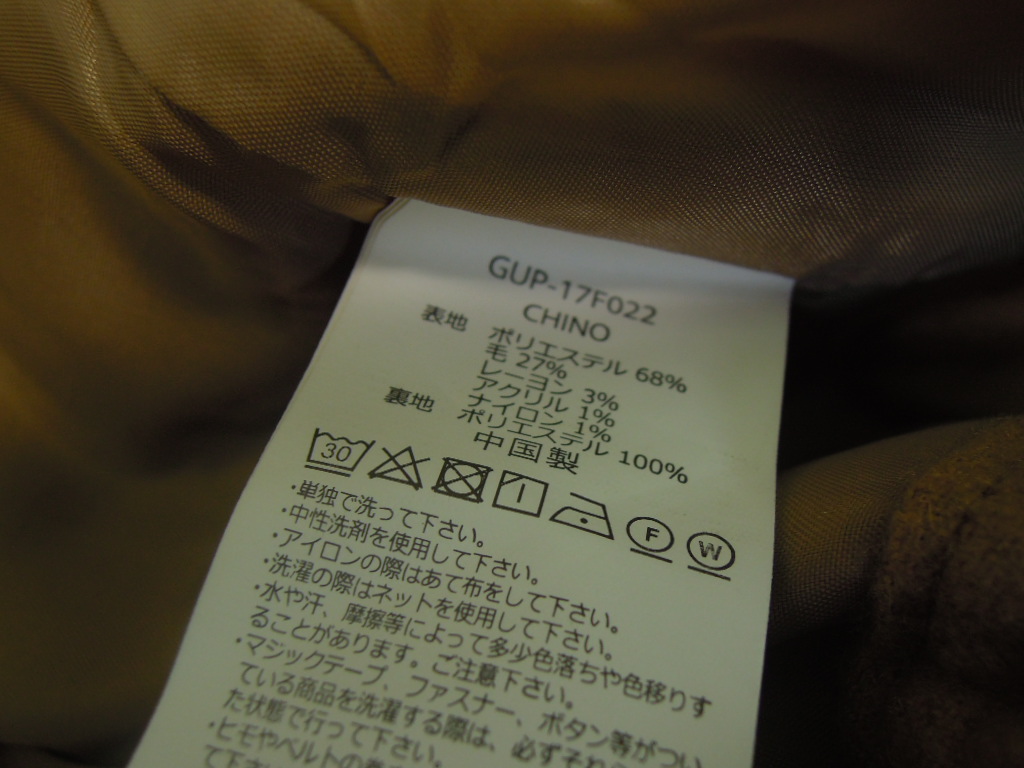 GUP-17F022
CHINO
表地 ポリエステル 68%
毛 27%
レーヨン 3%
アクリル 1%
ナイロン 1%
裏地 ポリエステル 100%
中国製
30 F W
・単独で洗って下さい。
・中性洗剤を使用して下さい。
・アイロンの際はあて布をして下さい。
・洗濯の際はネットを使用して下さい。
・水や汗、摩擦等によって多少色落ちや色移りす
ることがあります。ご注意下さい。
・マジックテープ、ファスナー、ボタン等がつい
ている商品を洗濯する際は、必ずそれ
た状態で行って下さい。
・ヒモやベルトの
て下さ